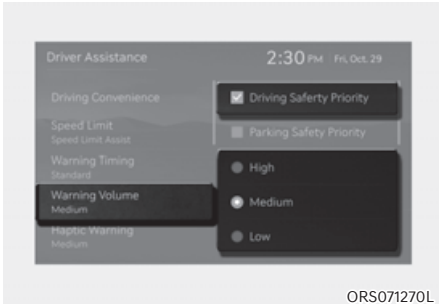 Driver Assistance
2:30 PM Fri, Oct. 29
Driving Convenience
Speed Limit
Speed Limit Assist
Warning Timing
Standard
Warning Volume
Medium
Haptic Warning
Medium
Driving Saferty Priority
Parking Safety Priority
High
Medium
Low
ORS071270L